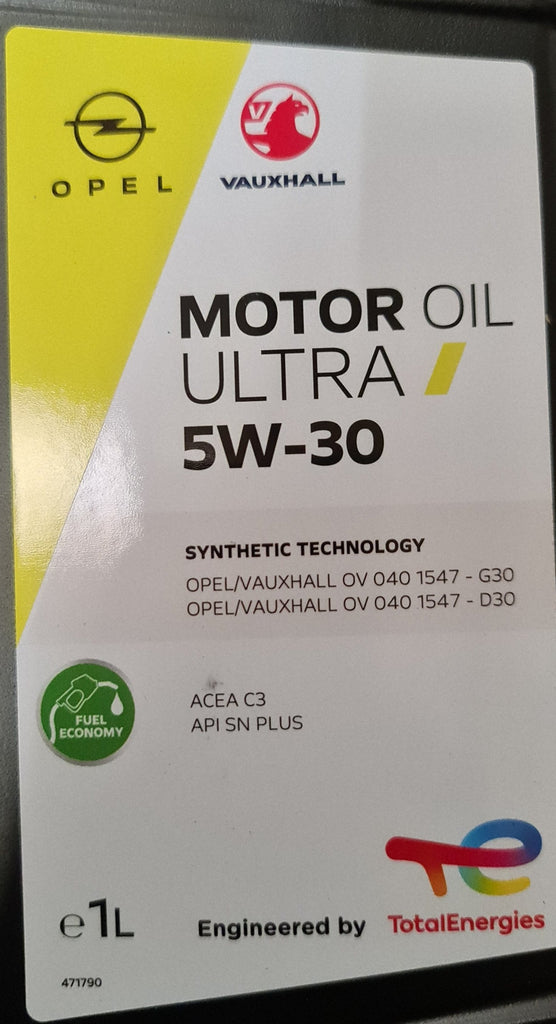 OPEL
VAUXHALL
MOTOR OIL
ULTRA
5W-30
SYNTHETIC TECHNOLOGY
OPEL/VAUXHALL OV 040 1547 - G30
OPEL/VAUXHALL OV 040 1547 - D30
FUEL
ECONOMY
ACEA C3
API SN PLUS
℮1L
Engineered by
TotalEnergies
471790